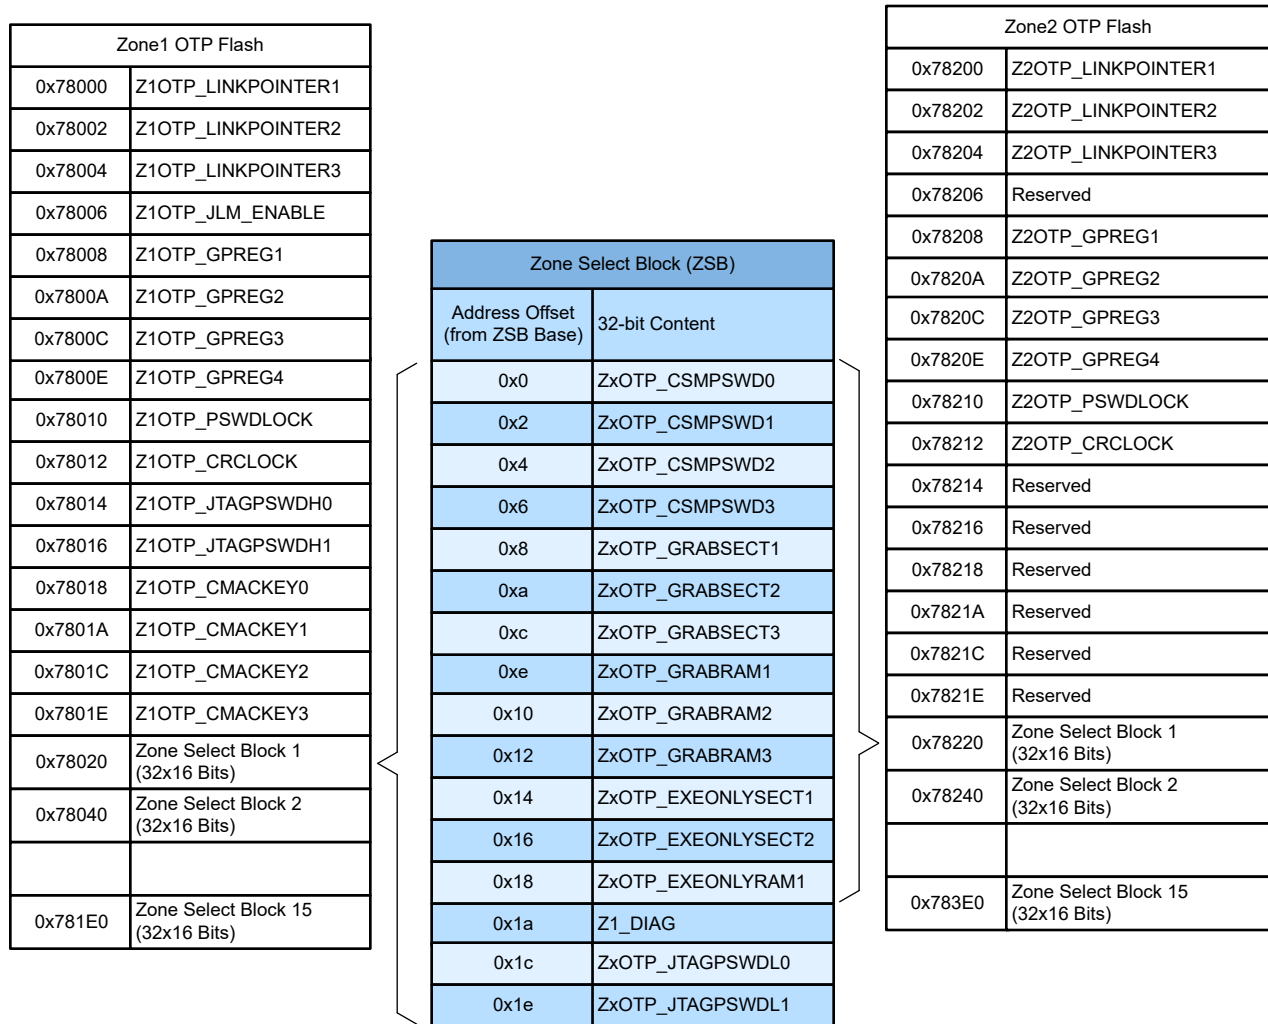 Zone1 OTP Flash
0x78000 Z1OTP_LINKPOINTER1
0x78002 Z1OTP_LINKPOINTER2
0x78004 Z1OTP_LINKPOINTER3
0x78006 Z1OTP_JLM_ENABLE
0x78008 Z1OTP_GPREG1
0x7800A Z1OTP_GPREG2
0x7800C Z1OTP_GPREG3
0x7800E Z1OTP_GPREG4
0x78010 Z1OTP_PSWDLOCK
0x78012 Z1OTP_CRCLOCK
0x78014 Z1OTP_JTAGPSWDH0
0x78016 Z1OTP_JTAGPSWDH1
0x78018 Z1OTP_CMACKEY0
0x7801A Z1OTP_CMACKEY1
0x7801C Z1OTP_CMACKEY2
0x7801E Z1OTP_CMACKEY3
0x78020 Zone Select Block 1
(32x16 Bits)
0x78040 Zone Select Block 2
(32x16 Bits)
0x781E0 Zone Select Block 15
(32x16 Bits)
Zone Select Block (ZSB)
Address Offset
(from ZSB Base) 32-bit Content
0x0 ZxOTP_CSMPSWD0
0x2 ZxOTP_CSMPSWD1
0x4 ZxOTP_CSMPSWD2
0x6 ZxOTP_CSMPSWD3
0x8 ZxOTP_GRABSECT1
0xa ZxOTP_GRABSECT2
0xc ZxOTP_GRABSECT3
0xe ZxOTP_GRABRAM1
0x10 ZxOTP_GRABRAM2
0x12 ZxOTP_GRABRAM3
0x14 ZxOTP_EXEONLYSECT1
0x16 ZxOTP_EXEONLYSECT2
0x18 ZxOTP_EXEONLYRAM1
0x1a Z1_DIAG
0x1c ZxOTP_JTAGPSWDL0
0x1e ZxOTP_JTAGPSWDL1
Zone2 OTP Flash
0x78200 Z2OTP_LINKPOINTER1
0x78202 Z2OTP_LINKPOINTER2
0x78204 Z2OTP_LINKPOINTER3
0x78206 Reserved
0x78208 Z2OTP_GPREG1
0x7820A Z2OTP_GPREG2
0x7820C Z2OTP_GPREG3
0x7820E Z2OTP_GPREG4
0x78210 Z2OTP_PSWDLOCK
0x78212 Z2OTP_CRCLOCK
0x78214 Reserved
0x78216 Reserved
0x78218 Reserved
0x7821A Reserved
0x7821C Reserved
0x7821E Reserved
0x78220 Zone Select Block 1
(32x16 Bits)
0x78240 Zone Select Block 2
(32x16 Bits)
0x783E0 Zone Select Block 15
(32x16 Bits)